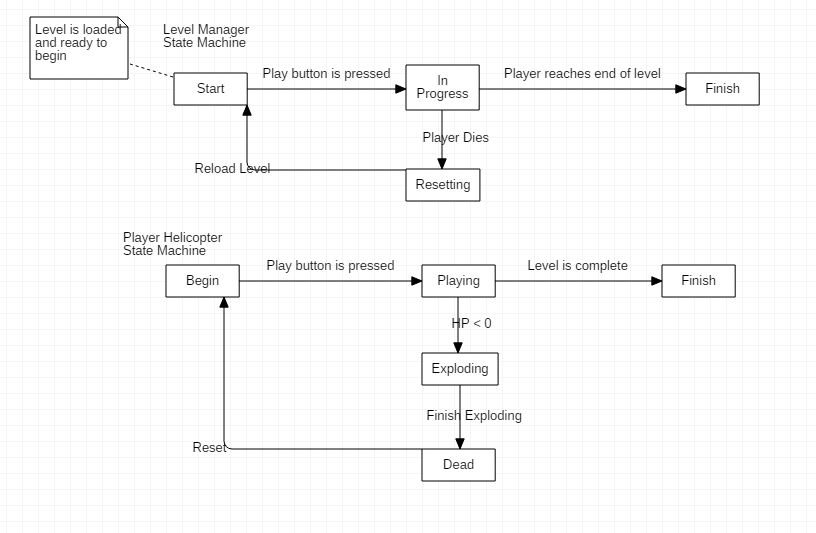 Level is loaded
and ready to
begin
Level Manager
State Machine
Start
Play button is pressed
In
Progress
Player reaches end of level
Finish
Player Dies
Reload Level
Resetting
Player Helicopter
State Machine
Begin
Play button is pressed
Playing
Level is complete
Finish
HP < 0
Exploding
Finish Exploding
Reset
Dead